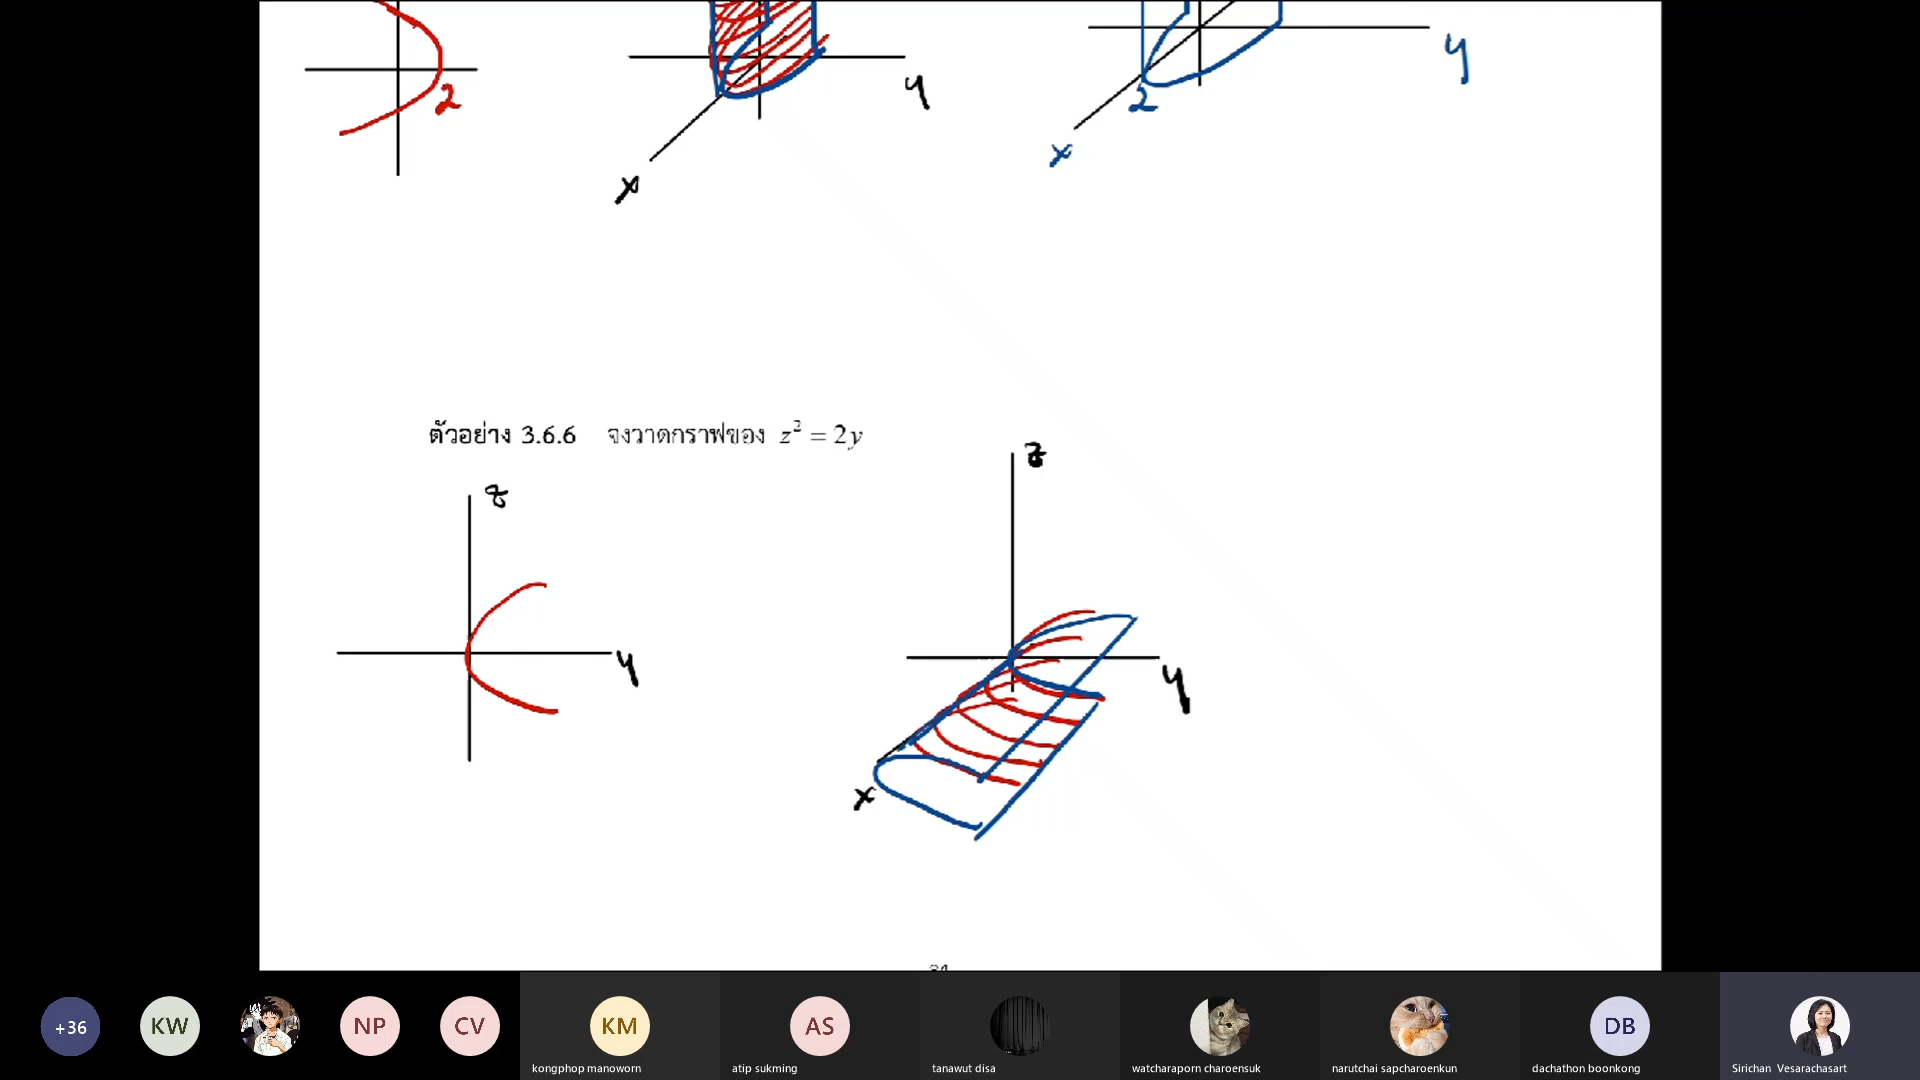 2
y
x
y
2
x
ตัวอย่าง 3.6.6 จงวาดกราฟของ z² = 2y
z
y
x
z
y
+36
KW
NP
CV
KM
kongphop manoworn
AS
atip sukming
tanawut disa
watcharaporn charoensuk
narutchai sapcharoenkun
DB
dachathon boonkong
Sirichan Vesarachasart